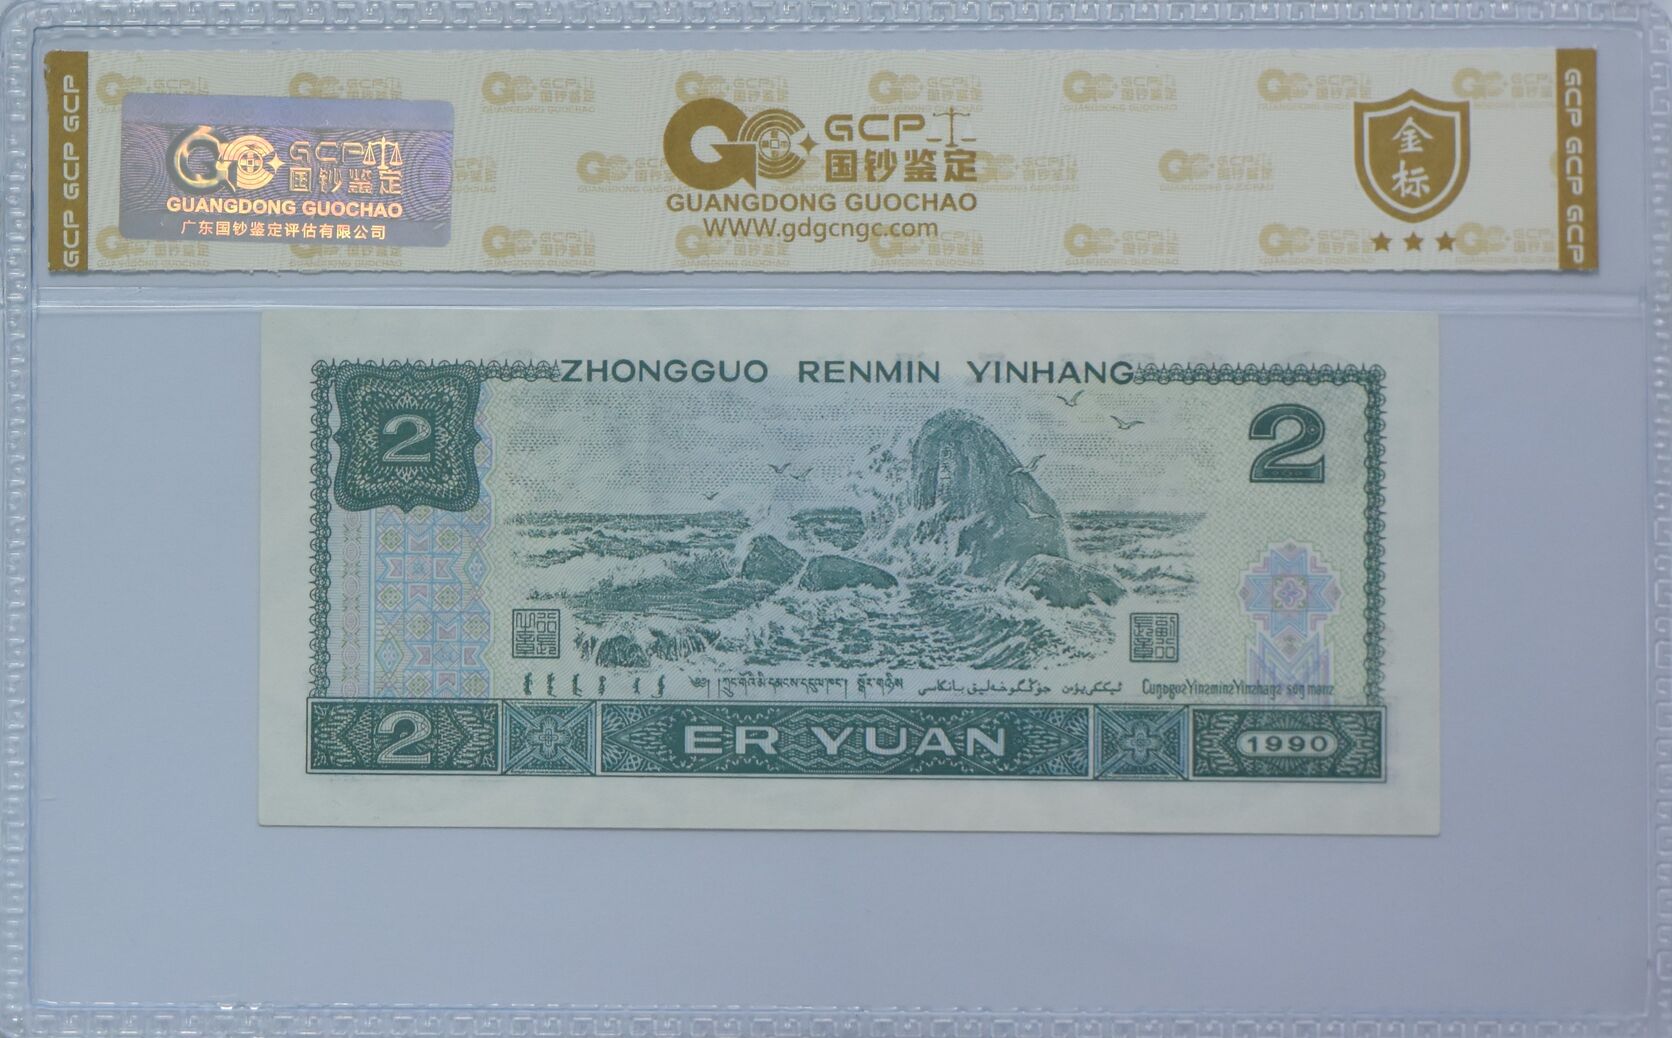 GCP GCP GCP
GCP
国钞鉴定
GUANGDONG GUOCHAO
广东国钞鉴定评估有限公司
GCP
国钞鉴定
GUANGDONG GUOCHAO
WWW.gdgcngc.com
金标
GCP GCP GCP
ZHONGGUO RENMIN YINHANG
2
2
2
ER YUAN
1990